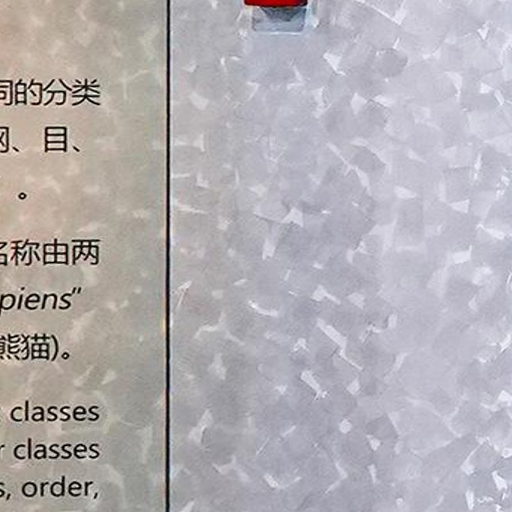 同的分类
纲、目、
。
名称由两
piens"
熊猫)。
classes
r classes
s, order,